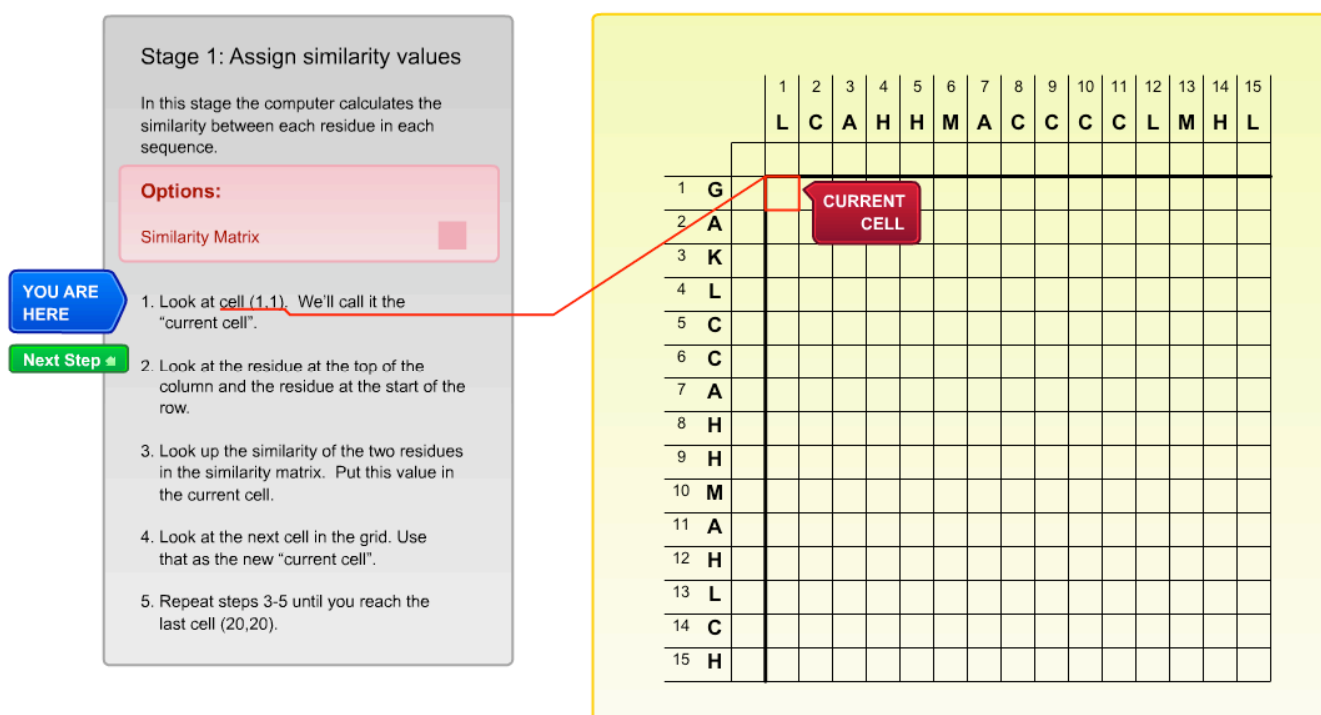 Stage 1: Assign similarity values
In this stage the computer calculates the
similarity between each residue in each
sequence.
Options:
Similarity Matrix
YOU ARE
HERE
Next Step
1. Look at cell (1,1). We'll call it the
“current cell”.
2. Look at the residue at the top of the
column and the residue at the start of the
row.
3. Look up the similarity of the two residues
in the similarity matrix. Put this value in
the current cell.
4. Look at the next cell in the grid. Use
that as the new “current cell”.
5. Repeat steps 3-5 until you reach the
last cell (20,20).
1 2 3 4 5 6 7 8 9 10 11 12 13 14 15
L C A H H M A C C C C L M H L
1 G
CURRENT
CELL
2 A
3 K
4 L
5 C
6 C
7 A
8 H
9 H
10 M
11 A
12 H
13 L
14 C
15 H